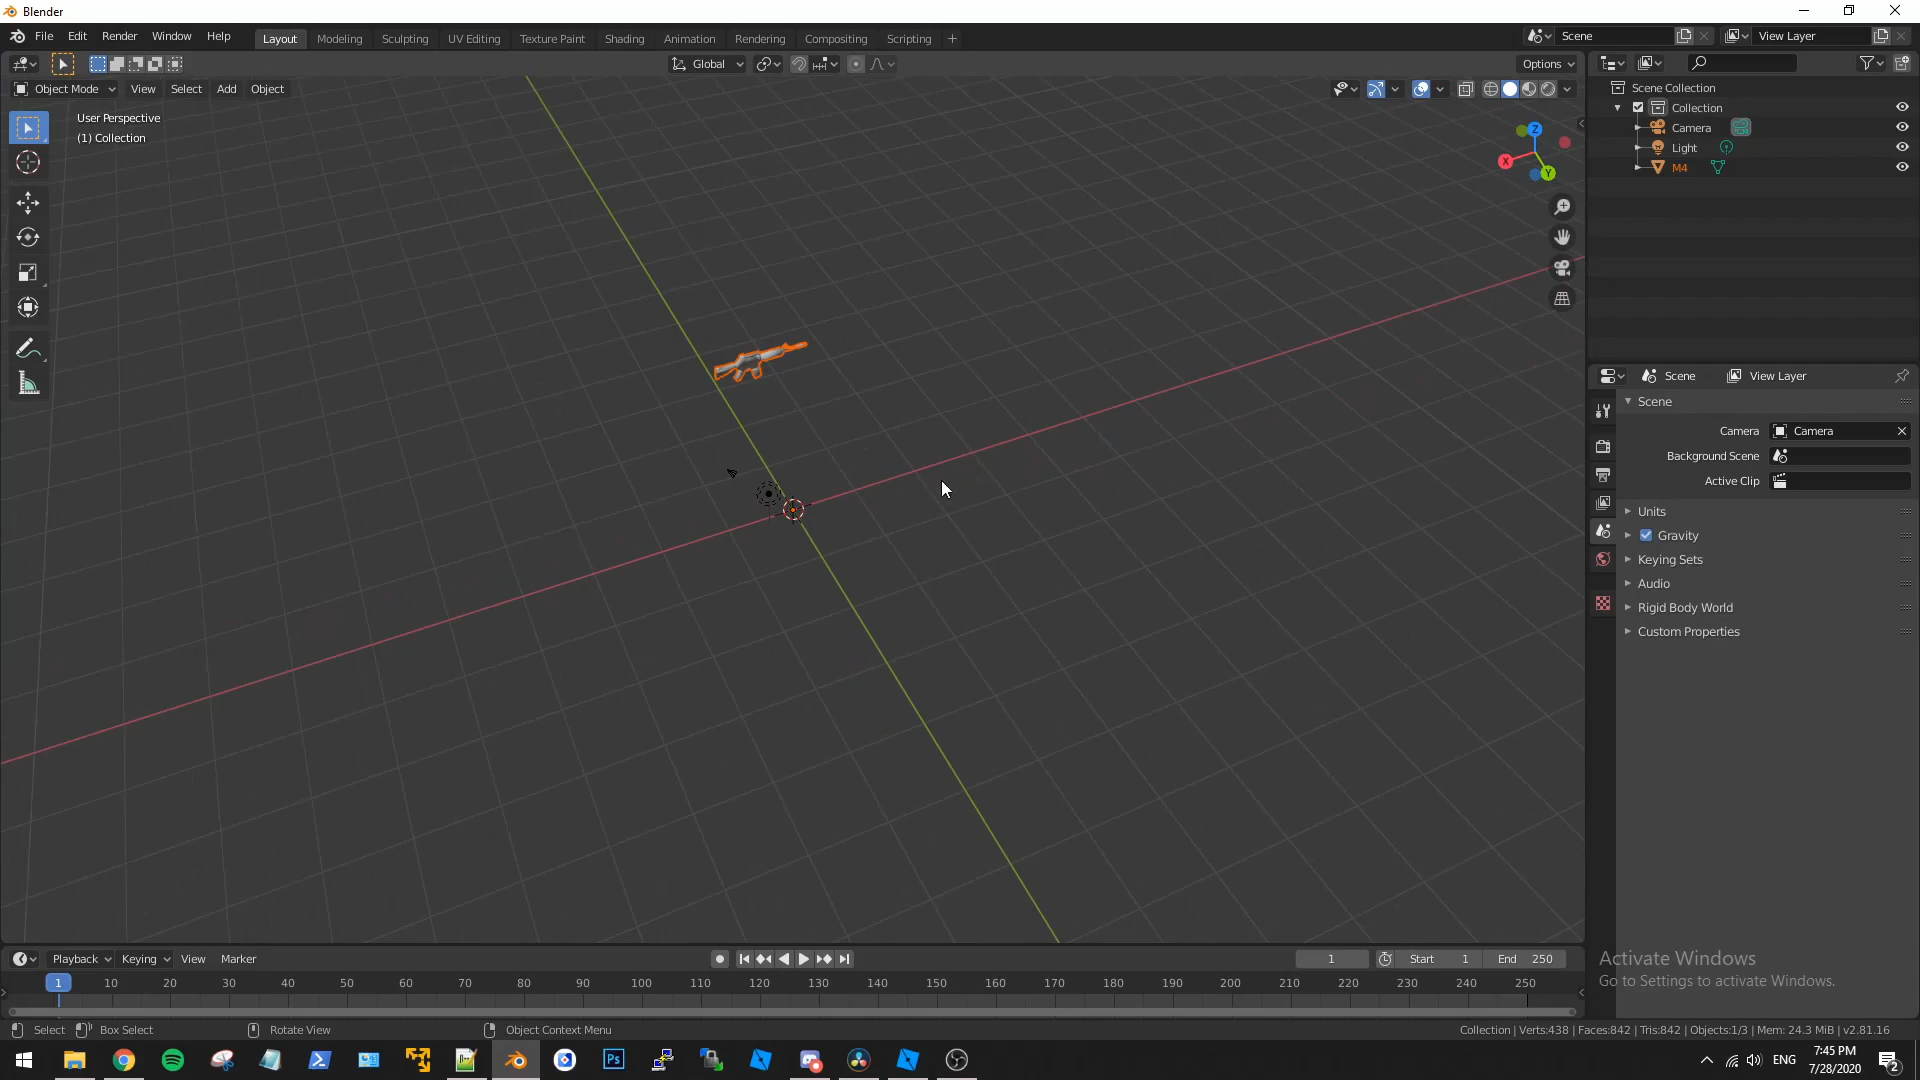 Blender
File Edit Render Window Help
Layout Modeling Sculpting UV Editing Texture Paint Shading Animation Rendering Compositing Scripting +
Scene
View Layer
Global
Options
Object Mode View Select Add Object
User Perspective
(1) Collection
Z
X
Y
Scene Collection
Collection
Camera
Light
M4
Scene View Layer
Scene
Camera Camera
Background Scene
Active Clip
Units
Gravity
Keying Sets
Audio
Rigid Body World
Custom Properties
Playback Keying View Marker
1 Start 1 End 250
1 10 20 30 40 50 60 70 80 90 100 110 120 130 140 150 160 170 180 190 200 210 220 230 240 250
Activate Windows
Go to Settings to activate Windows.
Select Box Select Rotate View Object Context Menu
Collection | Verts:438 | Faces:842 | Tris:842 | Objects:1/3 | Mem: 24.3 MiB | v2.81.16
Ps
ENG
7:45 PM
7/28/2020
2